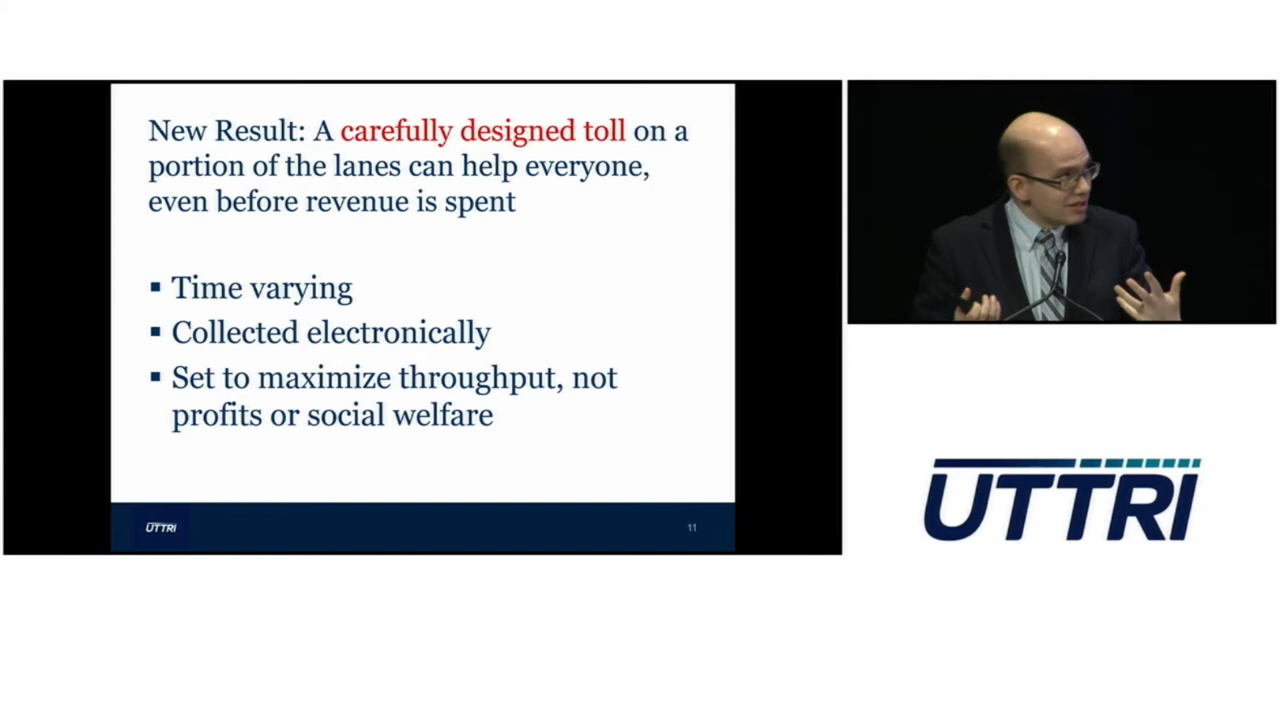 New Result: A carefully designed toll on a
portion of the lanes can help everyone,
even before revenue is spent
▪ Time varying
▪ Collected electronically
▪ Set to maximize throughput, not
profits or social welfare
UTTRI
11
UTTRI